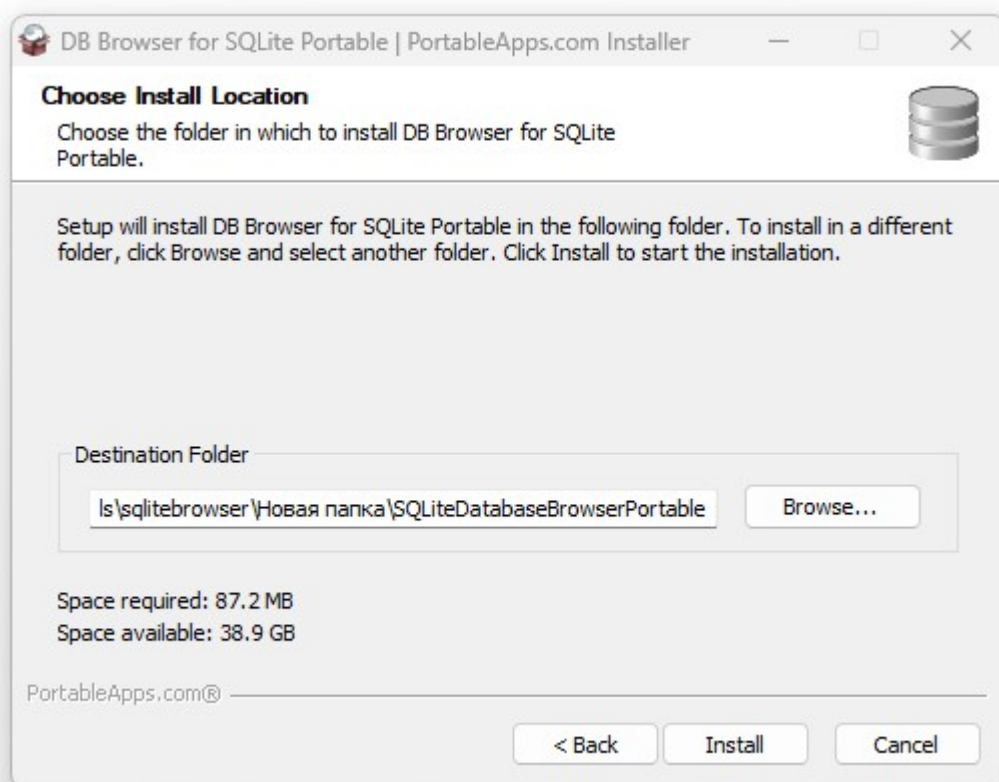 DB Browser for SQLite Portable | PortableApps.com Installer
Choose Install Location
Choose the folder in which to install DB Browser for SQLite
Portable.
Setup will install DB Browser for SQLite Portable in the following folder. To install in a different
folder, click Browse and select another folder. Click Install to start the installation.
Destination Folder
ls\sqlitebrowser\Новая папка\SQLiteDatabaseBrowserPortable
Browse...
Space required: 87.2 MB
Space available: 38.9 GB
PortableApps.com®
< Back
Install
Cancel